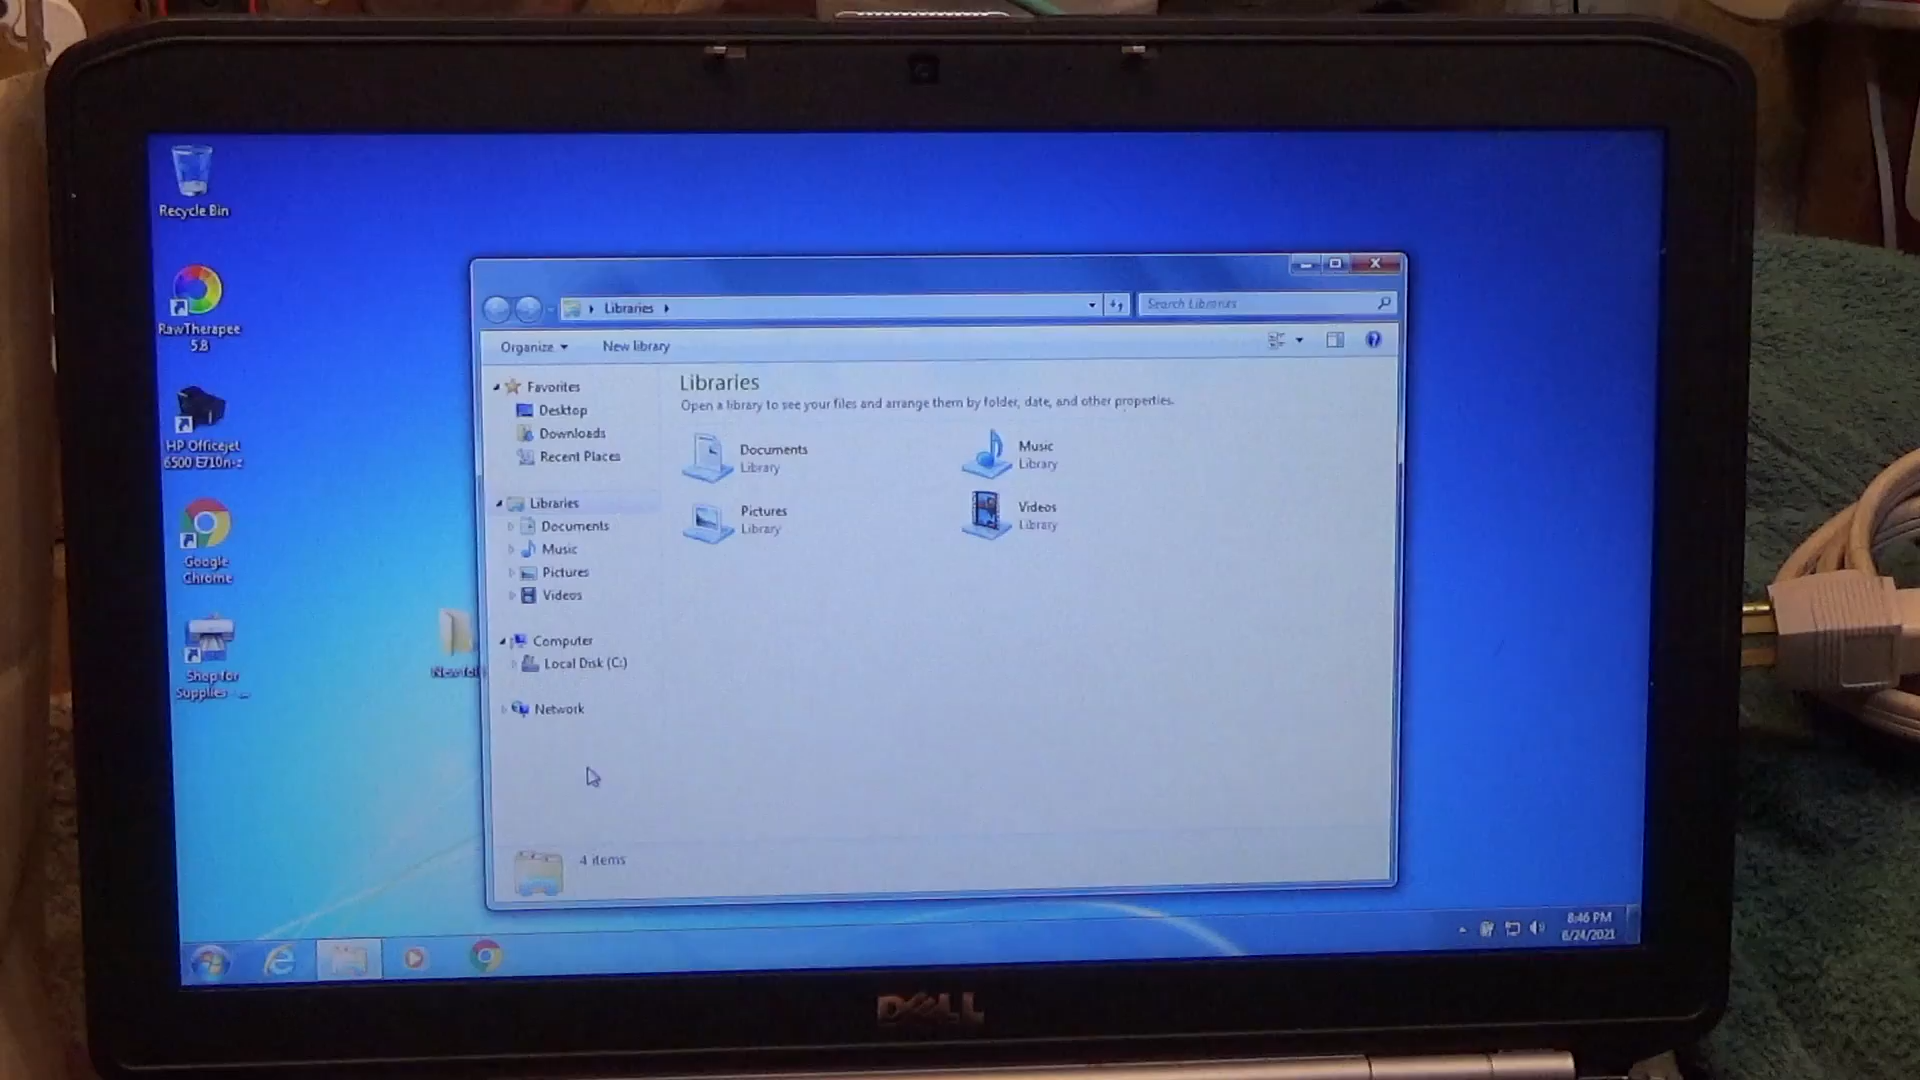 Recycle Bin
RawTherapee
5.8
HP Officejet
6500 E710n-z
Google
Chrome
Shop for
Supplies - ...
Libraries
Search Libraries
Organize
New library
Favorites
Desktop
Downloads
Recent Places
Libraries
Documents
Music
Pictures
Videos
Computer
Local Disk (C:)
Network
Libraries
Open a library to see your files and arrange them by folder, date, and other properties.
Documents
Library
Music
Library
Pictures
Library
Videos
Library
4 items
8:46 PM
6/24/2021
DELL